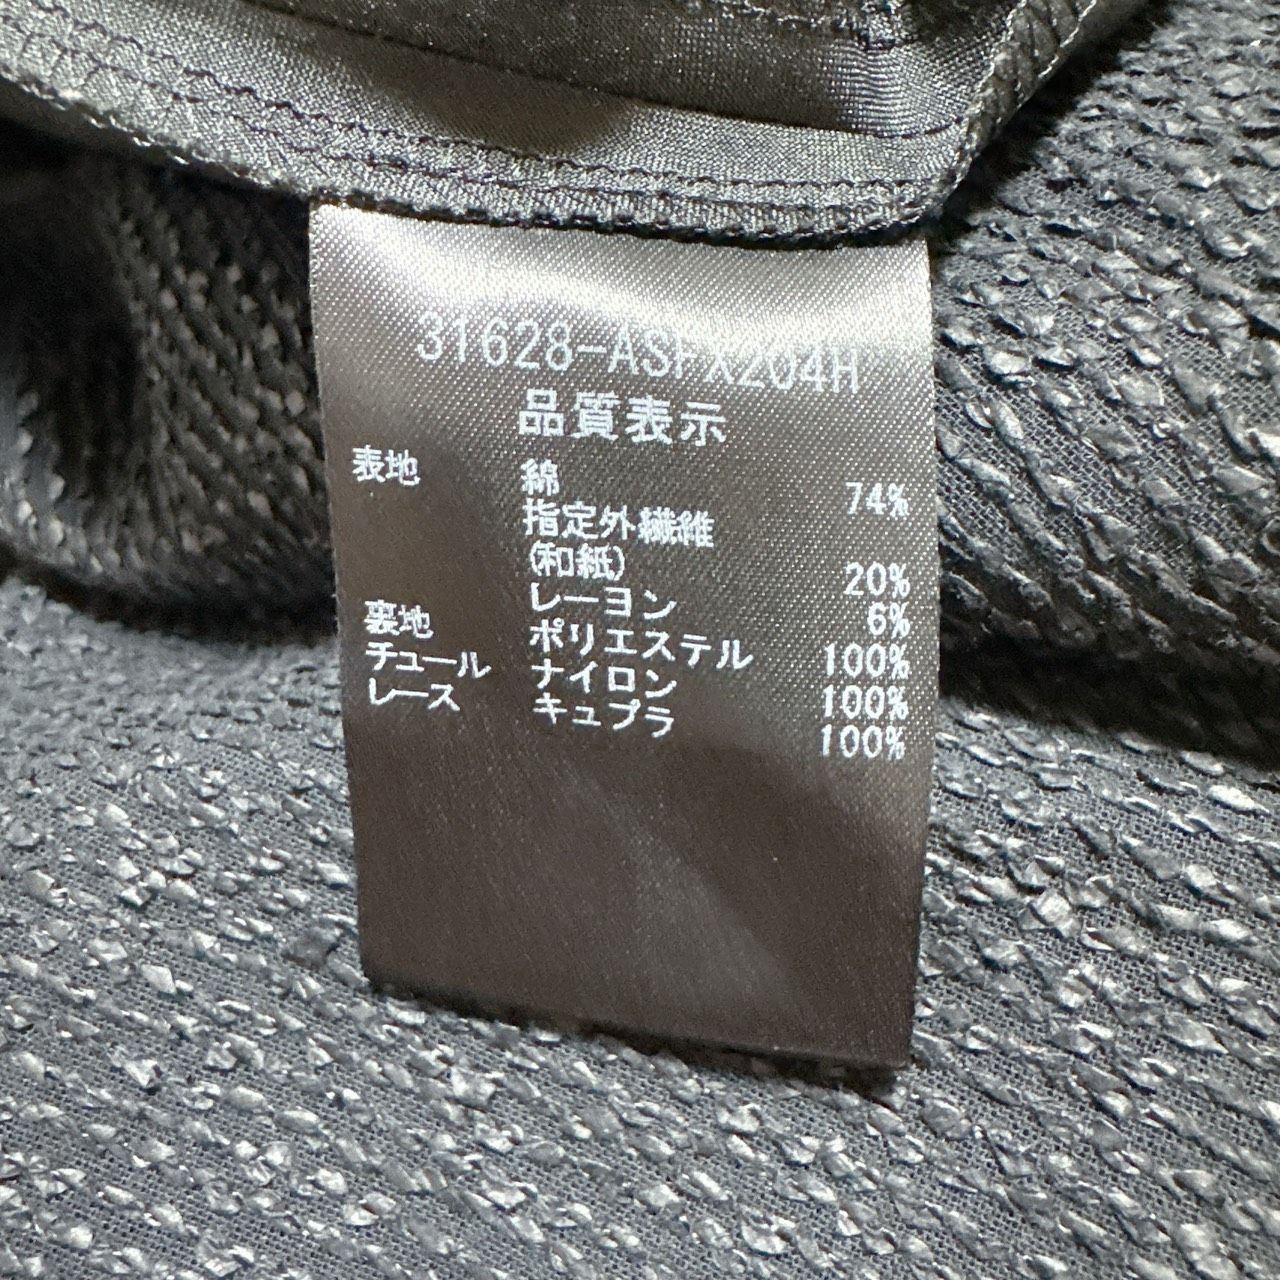 31628-ASFX204H
品質表示
表地 綿 74%
指定外繊維
(和紙) 20%
レーヨン 6%
裏地 ポリエステル 100%
チュール ナイロン 100%
レース キュプラ 100%